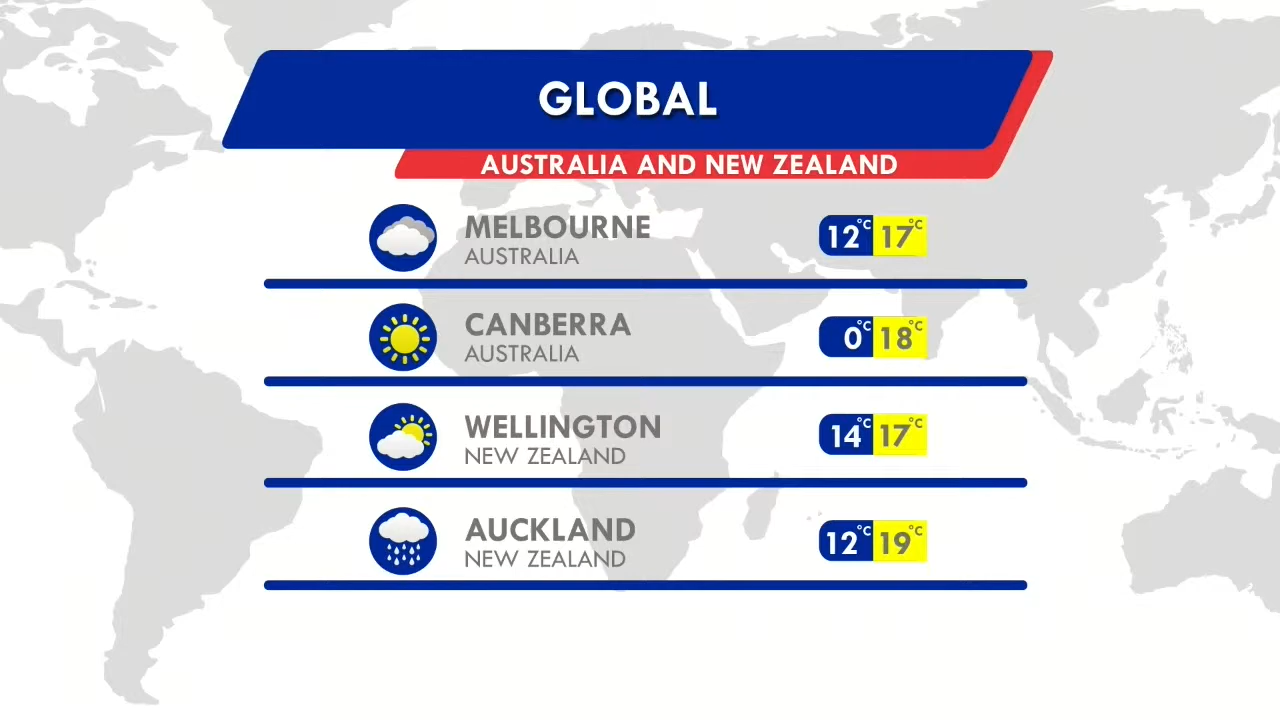 GLOBAL
AUSTRALIA AND NEW ZEALAND
MELBOURNE
AUSTRALIA
12°C 17°C
CANBERRA
AUSTRALIA
0°C 18°C
WELLINGTON
NEW ZEALAND
14°C 17°C
AUCKLAND
NEW ZEALAND
12°C 19°C